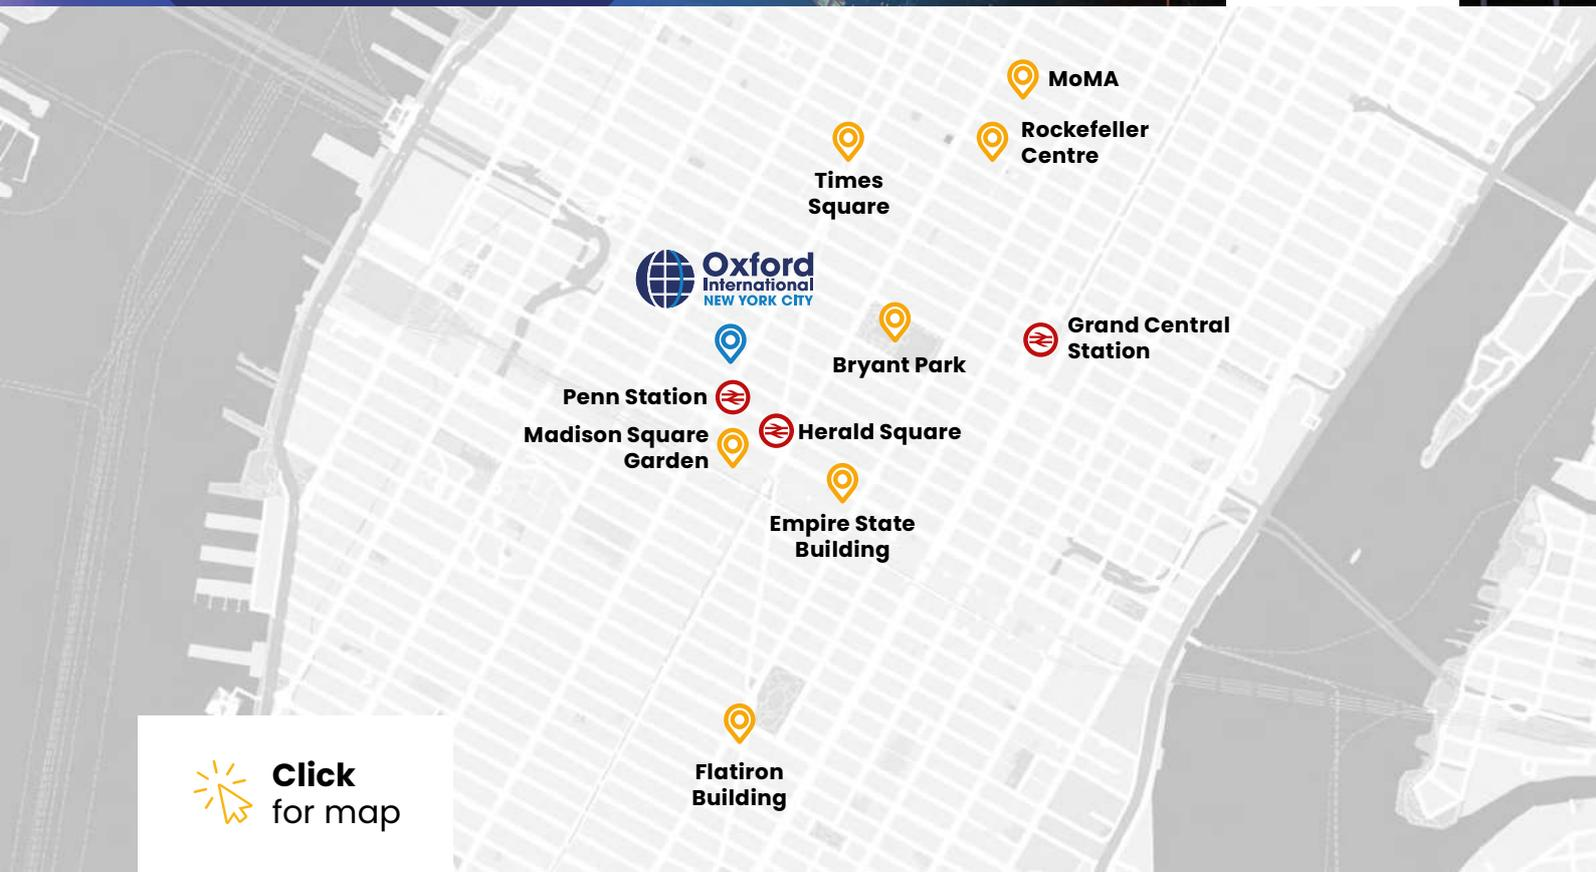 MoMA
Rockefeller
Centre
Times
Square
Oxford
International
NEW YORK CITY
Bryant Park
Grand Central
Station
Penn Station
Madison Square
Garden
Herald Square
Empire State
Building
Flatiron
Building
Click
for map